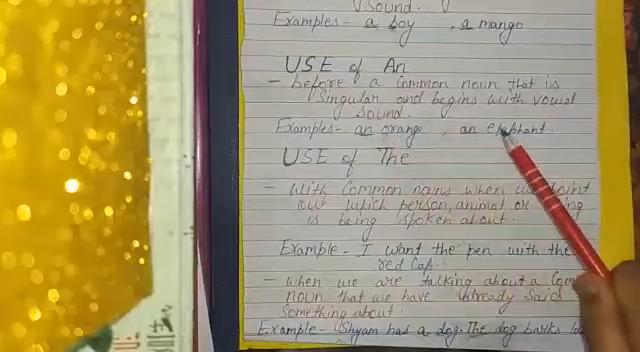 Sound.
Examples - a boy , a mango
USE of An
- before a Common noun that is
Singular and begins with vowal
Sound.
Examples - an orange , an elephant.
USE of The
- with Common nouns when we point
out which person, animal or
is being spoken about.
Example - I want the pen with the
red Cap.
- when we are talking about a
noun that we have already said
Something about.
Example - Shyam has a dog. The dog barks